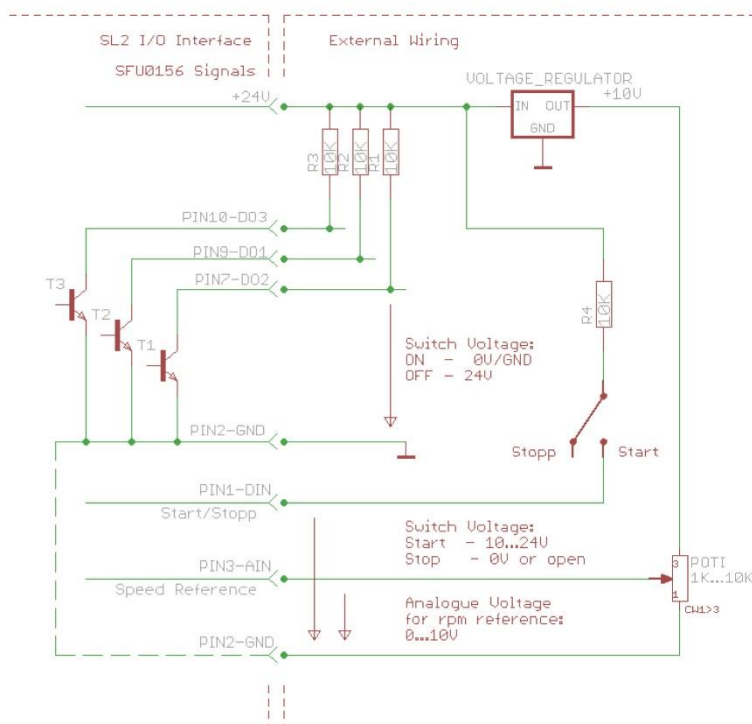 SL2 I/O Interface
External Wiring
SFU0156 Signals
VOLTAGE_REGULATOR
+24V
IN OUT
+10V
GND
R3
10K
R2
10K
R1
10K
PIN10-DO3
PIN9-DO1
PIN7-DO2
T3
T2
T1
R4
10K
Switch Voltage:
ON - 0V/GND
OFF - 24V
PIN2-GND
Stopp
Start
PIN1-DIN
Start/Stopp
Switch Voltage:
Start - 10...24V
Stop - 0V or open
PIN3-AIN
Speed Reference
POTI
1K...10K
3
1
CW1>3
Analogue Voltage
for rpm reference:
0...10V
PIN2-GND